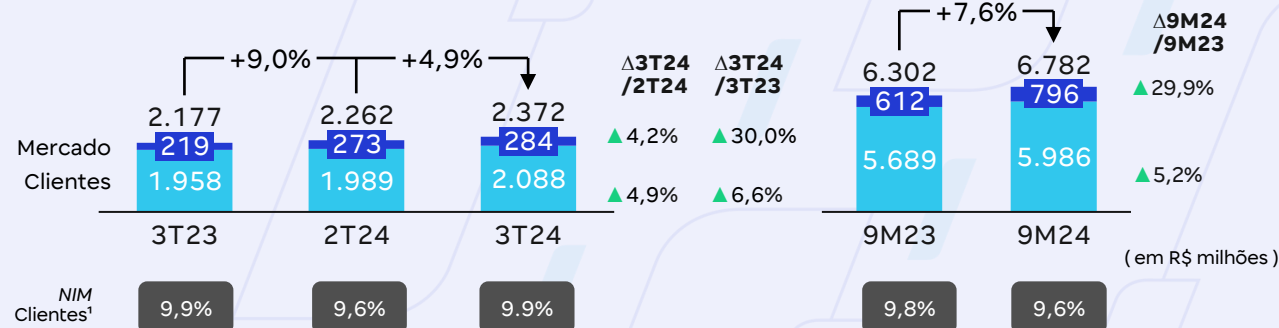 +9,0%
+4,9%
∆3T24
/2T24
∆3T24
/3T23
2.177
2.262
2.372
Mercado
219
273
284
▲4,2%
▲30,0%
Clientes
1.958
1.989
2.088
▲4,9%
▲6,6%
3T23
2T24
3T24
+7,6%
∆9M24
/9M23
6.302
6.782
612
796
▲29,9%
5.689
5.986
▲5,2%
9M23
9M24
( em R$ milhões )
NIM
Clientes¹
9,9%
9,6%
9.9%
9,8%
9,6%